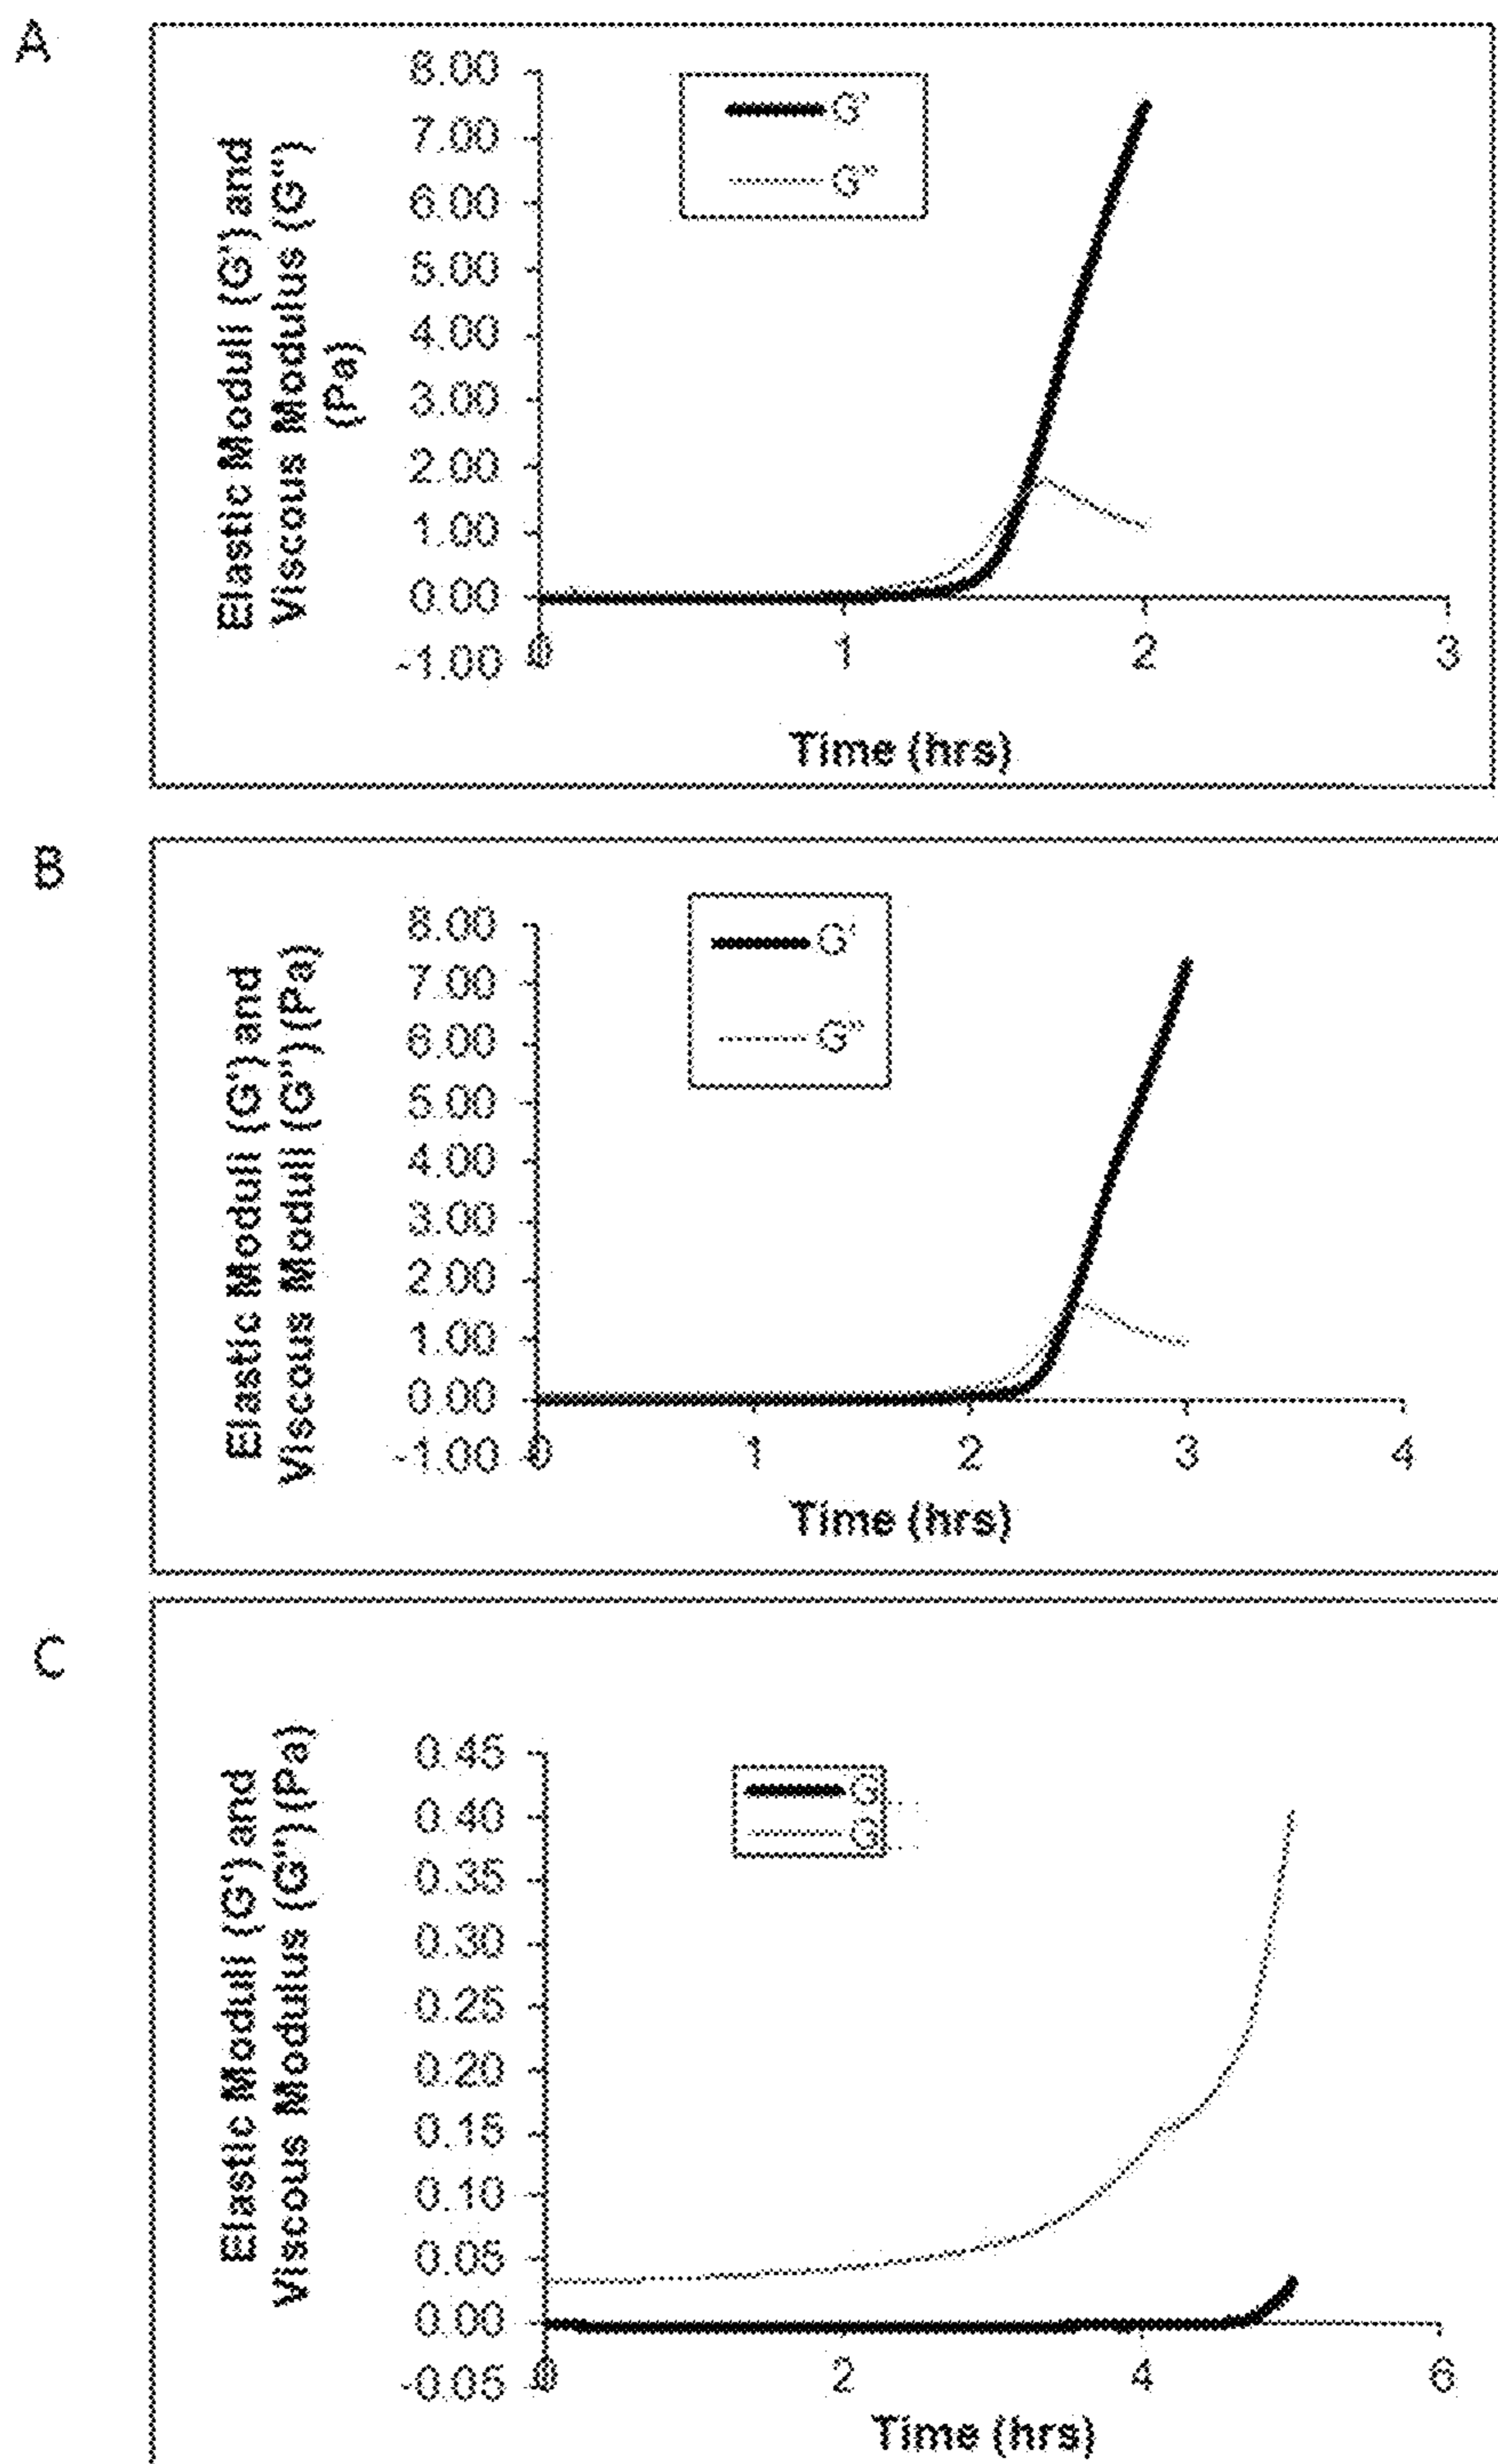 A
Elastic Moduli (G') and
Viscous Modulus (G'')
(Pa)
8.00
7.00
6.00
5.00
4.00
3.00
2.00
1.00
0.00
-1.00
G'
G''
0 1 2 3
Time (hrs)
B
Elastic Moduli (G') and
Viscous Moduli (G'') (Pa)
8.00
7.00
6.00
5.00
4.00
3.00
2.00
1.00
0.00
-1.00
G'
G''
0 1 2 3 4
Time (hrs)
C
Elastic Moduli (G') and
Viscous Modulus (G'') (Pa)
0.45
0.40
0.35
0.30
0.25
0.20
0.15
0.10
0.05
0.00
-0.05
G
G
0 2 4 6
Time (hrs)